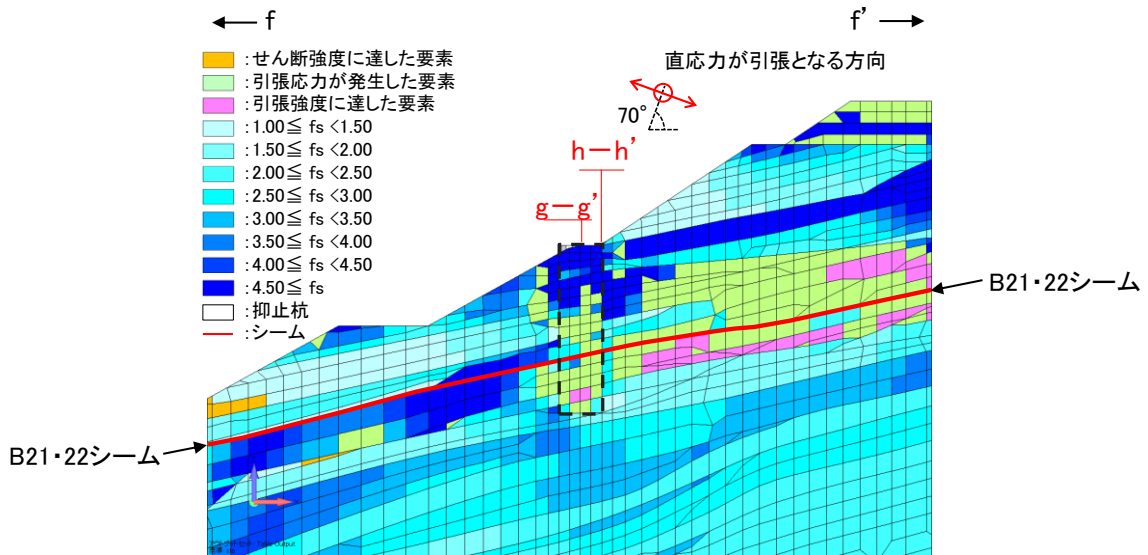 f
f'
:せん断強度に達した要素
:引張応力が発生した要素
:引張強度に達した要素
:1.00≦ fs <1.50
:1.50≦ fs <2.00
:2.00≦ fs <2.50
:2.50≦ fs <3.00
:3.00≦ fs <3.50
:3.50≦ fs <4.00
:4.00≦ fs <4.50
:4.50≦ fs
:抑止杭
:シーム
直応力が引張となる方向
70°
h－h'
g－g'
B21・22シーム
B21・22シーム